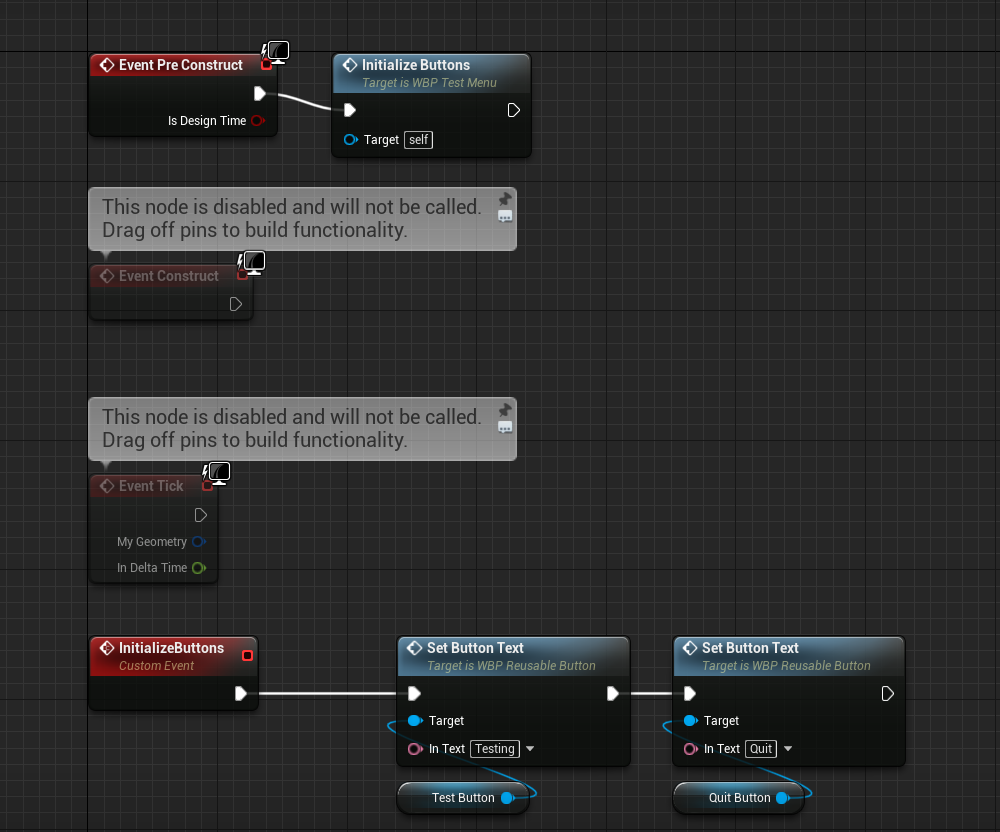 Event Pre Construct
Is Design Time
Initialize Buttons
Target is WBP Test Menu
Target self
This node is disabled and will not be called.
Drag off pins to build functionality.
Event Construct
This node is disabled and will not be called.
Drag off pins to build functionality.
Event Tick
My Geometry
In Delta Time
InitializeButtons
Custom Event
Set Button Text
Target is WBP Reusable Button
Target
In Text Testing
Test Button
Set Button Text
Target is WBP Reusable Button
Target
In Text Quit
Quit Button